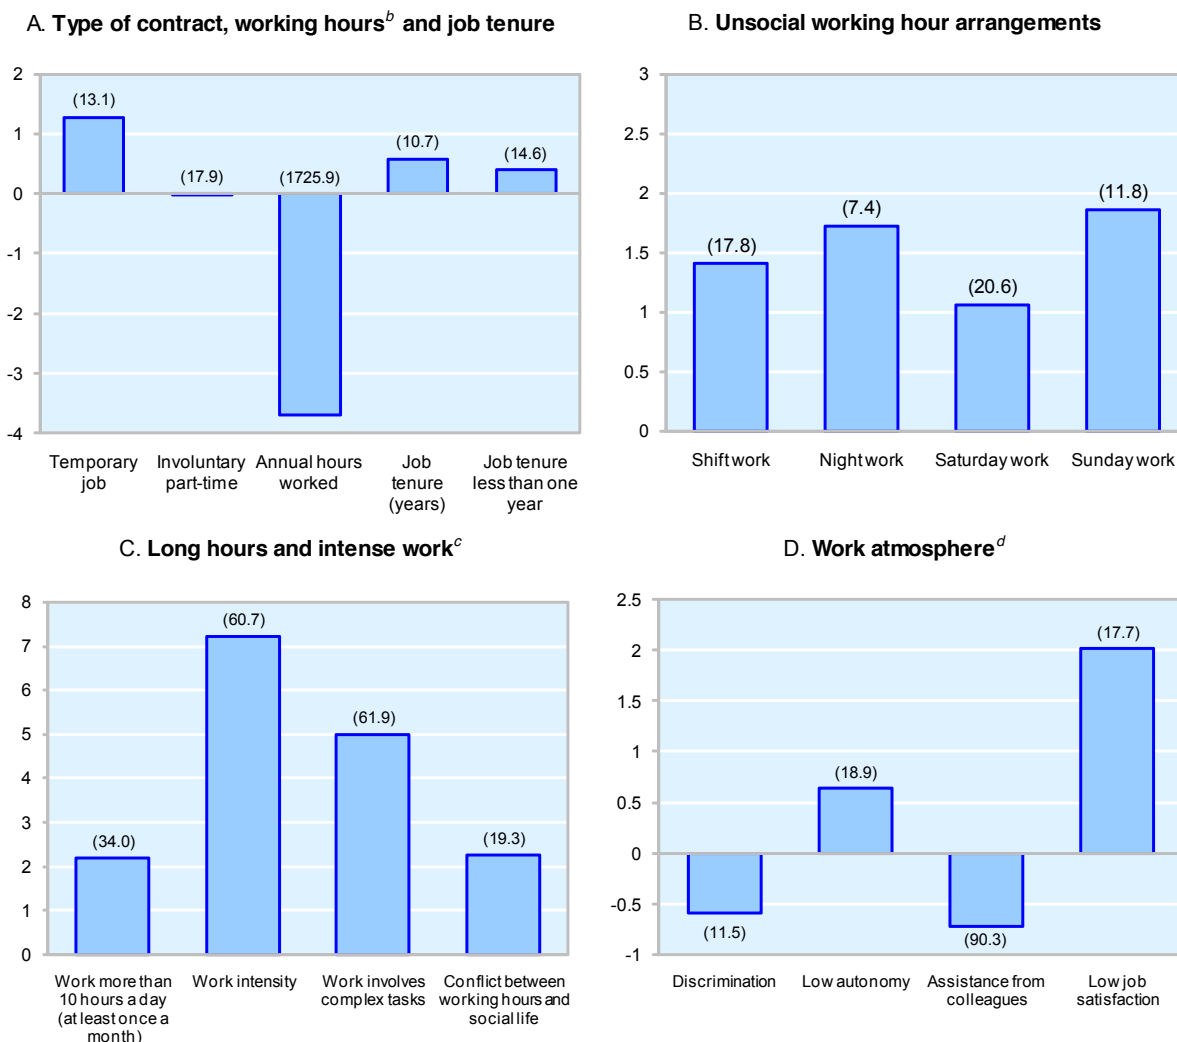 A. Type of contract, working hours^b and job tenure
2
1
0
-1
-2
-3
-4
(13.1)
(17.9)
(1725.9)
(10.7)
(14.6)
Temporary job
Involuntary part-time
Annual hours worked
Job tenure (years)
Job tenure less than one year
B. Unsocial working hour arrangements
3
2.5
2
1.5
1
0.5
0
(17.8)
(7.4)
(20.6)
(11.8)
Shift work
Night work
Saturday work
Sunday work
C. Long hours and intense work^c
8
7
6
5
4
3
2
1
0
(34.0)
(60.7)
(61.9)
(19.3)
Work more than 10 hours a day (at least once a month)
Work intensity
Work involves complex tasks
Conflict between working hours and social life
D. Work atmosphere^d
2.5
2
1.5
1
0.5
0
-0.5
-1
(11.5)
(18.9)
(90.3)
(17.7)
Discrimination
Low autonomy
Assistance from colleagues
Low job satisfaction